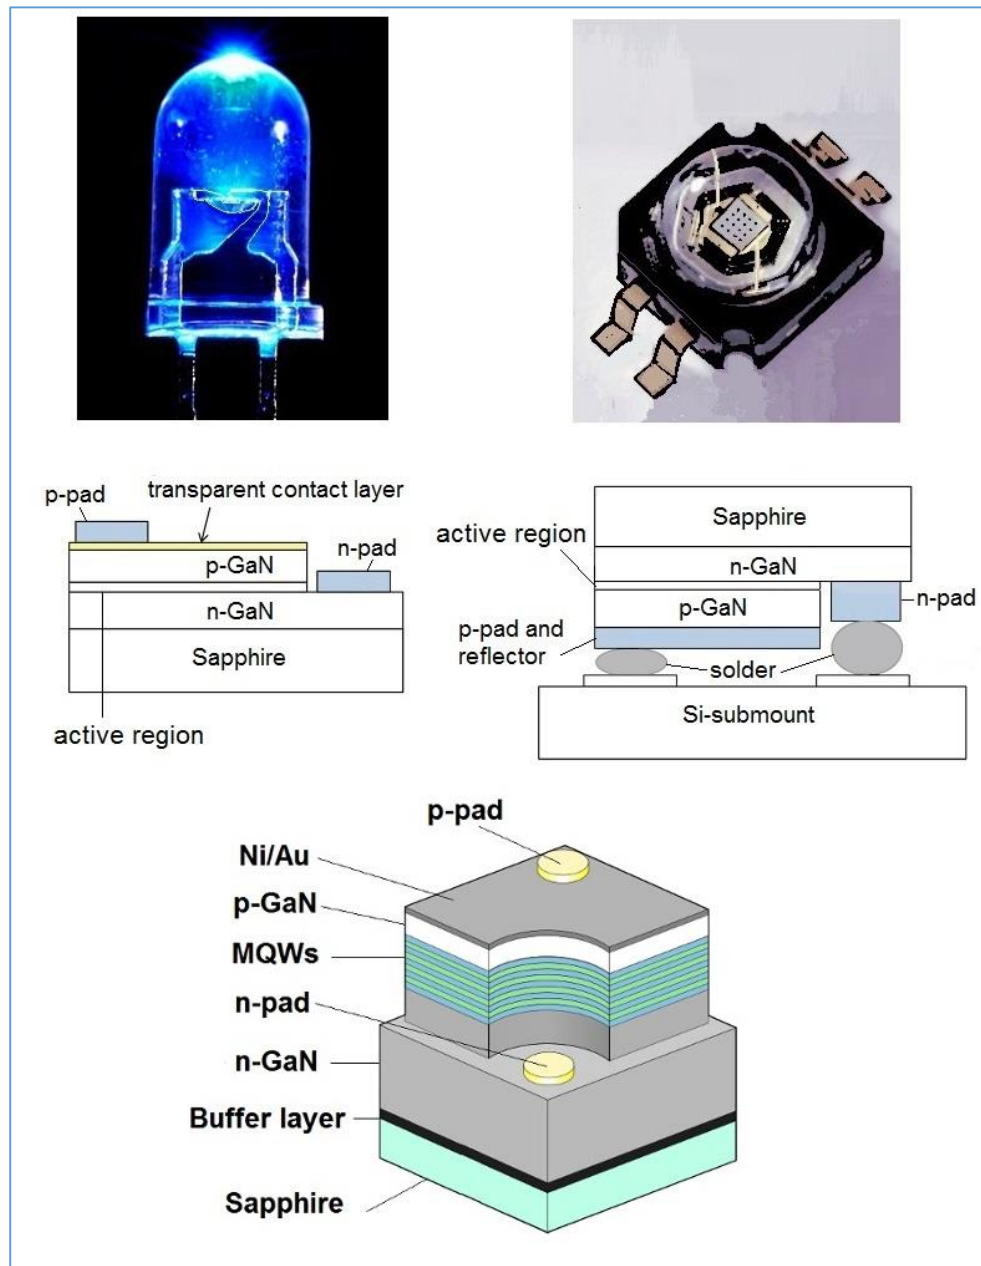 p-pad
transparent contact layer
n-pad
p-GaN
n-GaN
Sapphire
active region
Sapphire
active region
n-GaN
p-GaN
n-pad
p-pad and
reflector
solder
Si-submount
p-pad
Ni/Au
p-GaN
MQWs
n-pad
n-GaN
Buffer layer
Sapphire